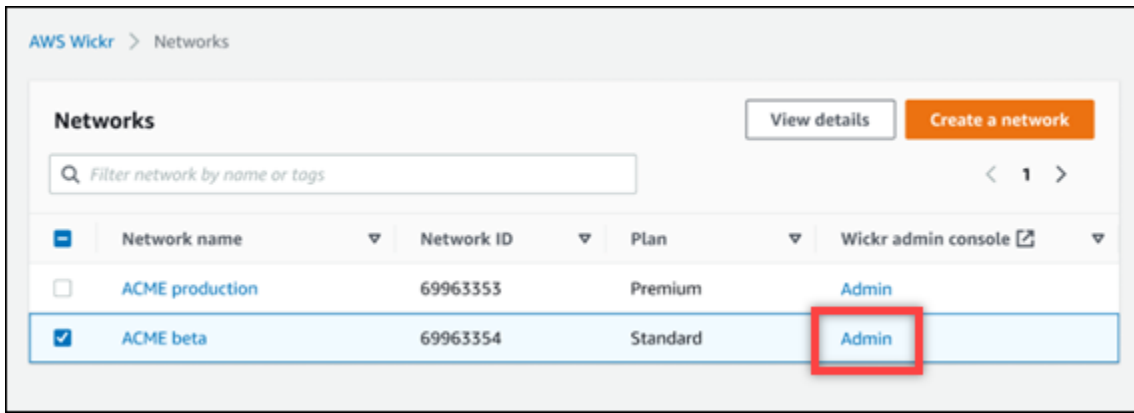 AWS Wickr > Networks
Networks
View details
Create a network
Filter network by name or tags
< 1 >
Network name Network ID Plan Wickr admin console
ACME production 69963353 Premium Admin
ACME beta 69963354 Standard Admin